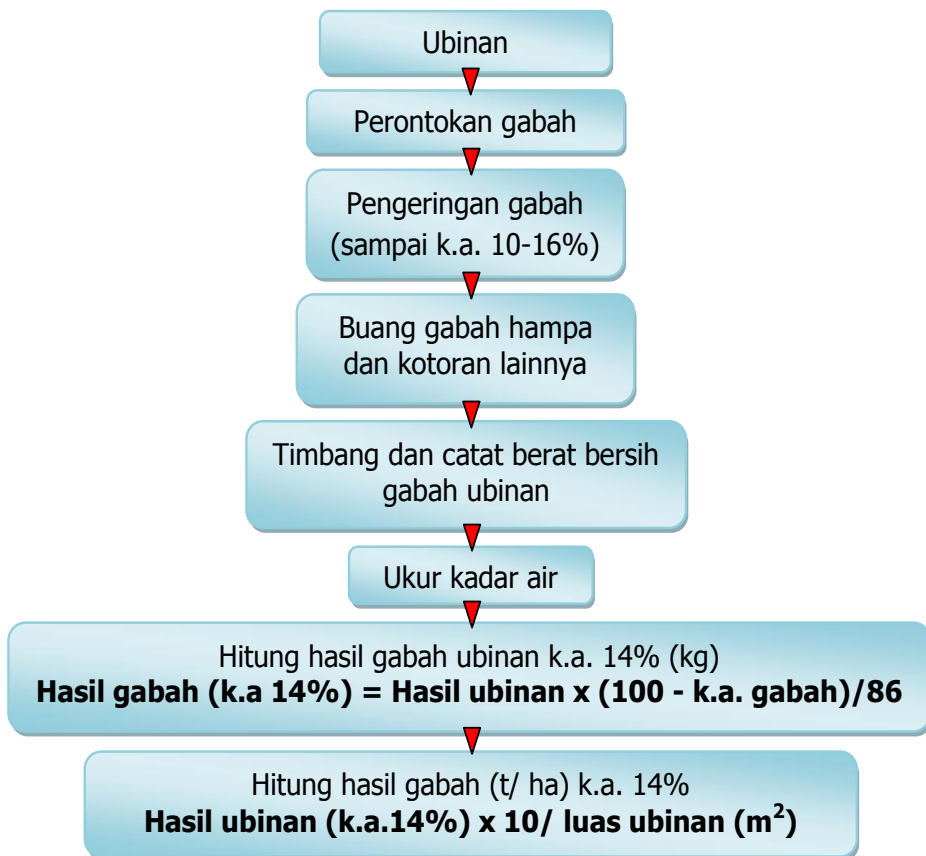 Ubinan
Perontokan gabah
Pengeringan gabah
(sampai k.a. 10-16%)
Buang gabah hampa
dan kotoran lainnya
Timbang dan catat berat bersih
gabah ubinan
Ukur kadar air
Hitung hasil gabah ubinan k.a. 14% (kg)
Hasil gabah (k.a 14%) = Hasil ubinan x (100 - k.a. gabah)/86
Hitung hasil gabah (t/ ha) k.a. 14%
Hasil ubinan (k.a.14%) x 10/ luas ubinan (m²)